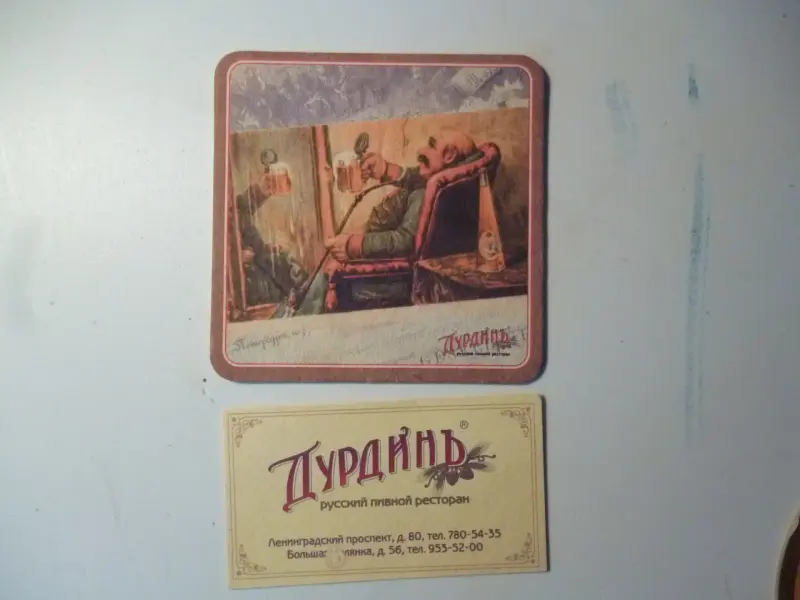 Дурдинъ
русский пивной ресторан
Дурдинъ®
русский пивной ресторан
Ленинградский проспект, д. 80, тел. 780-54-35
Большая д. 56, тел. 953-52-00